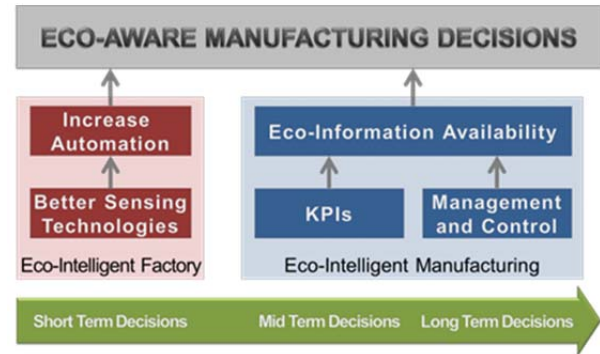 ECO-AWARE MANUFACTURING DECISIONS
Increase
Automation
Eco-Information Availability
Better Sensing
Technologies
KPIs
Management
and Control
Eco-Intelligent Factory
Eco-Intelligent Manufacturing
Short Term Decisions
Mid Term Decisions
Long Term Decisions